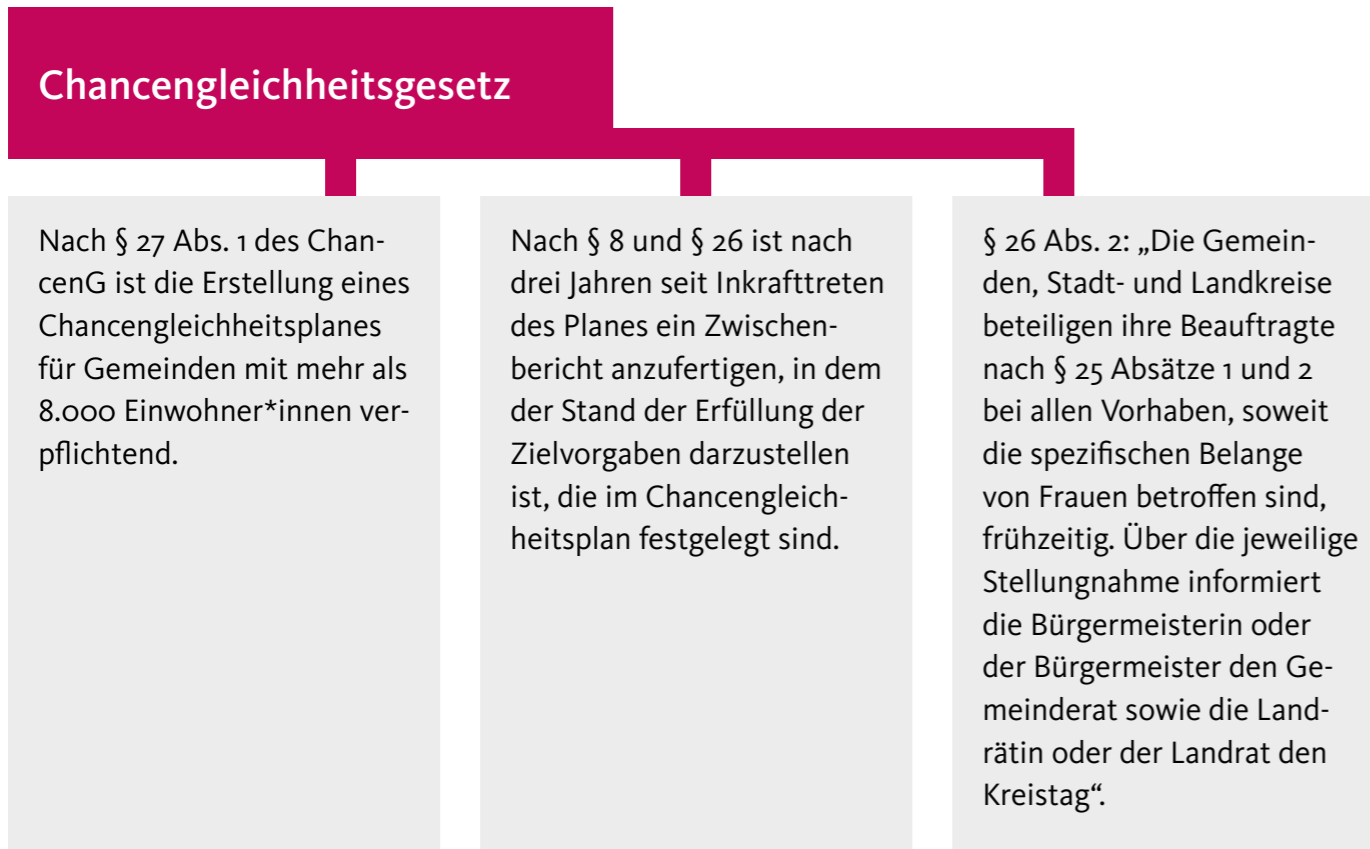 Chancengleichheitsgesetz
Nach § 27 Abs. 1 des Chan-
cenG ist die Erstellung eines
Chancengleichheitsplanes
für Gemeinden mit mehr als
8.000 Einwohner*innen ver-
pflichtend.
Nach § 8 und § 26 ist nach
drei Jahren seit Inkrafttreten
des Planes ein Zwischen-
bericht anzufertigen, in dem
der Stand der Erfüllung der
Zielvorgaben darzustellen
ist, die im Chancengleich-
heitsplan festgelegt sind.
§ 26 Abs. 2: „Die Gemein-
den, Stadt- und Landkreise
beteiligen ihre Beauftragte
nach § 25 Absätze 1 und 2
bei allen Vorhaben, soweit
die spezifischen Belange
von Frauen betroffen sind,
frühzeitig. Über die jeweilige
Stellungnahme informiert
die Bürgermeisterin oder
der Bürgermeister den Ge-
meinderat sowie die Land-
rätin oder der Landrat den
Kreistag“.